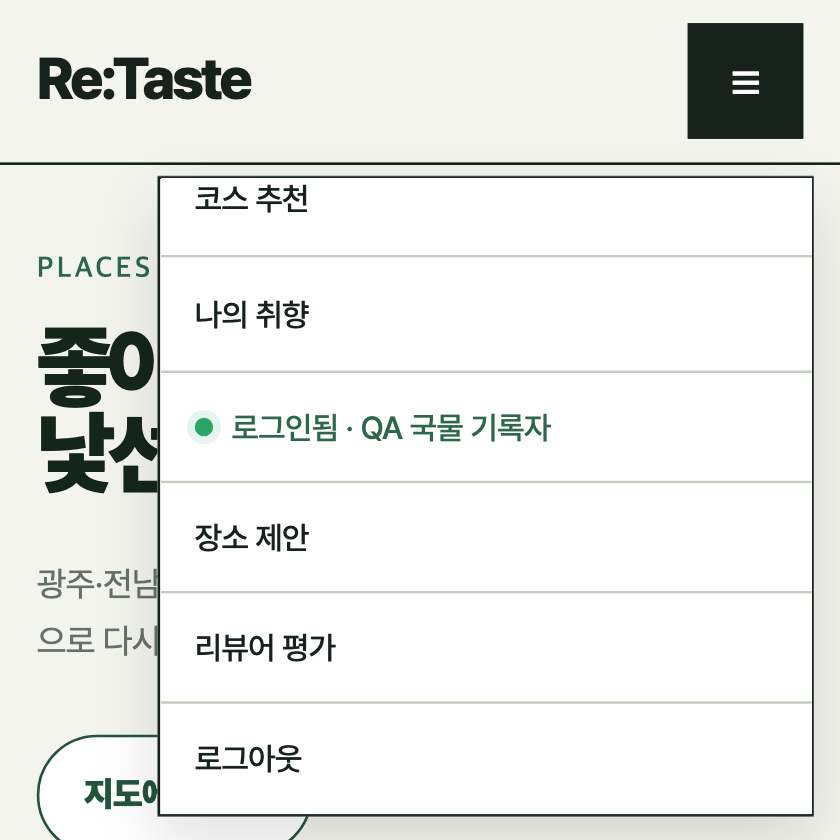 Re:Taste
코스 추천
나의 취향
로그인됨 · QA 국물 기록자
장소 제안
리뷰어 평가
로그아웃
PLACES
좋아
낯선
광주·전남
으로 다시
지도에